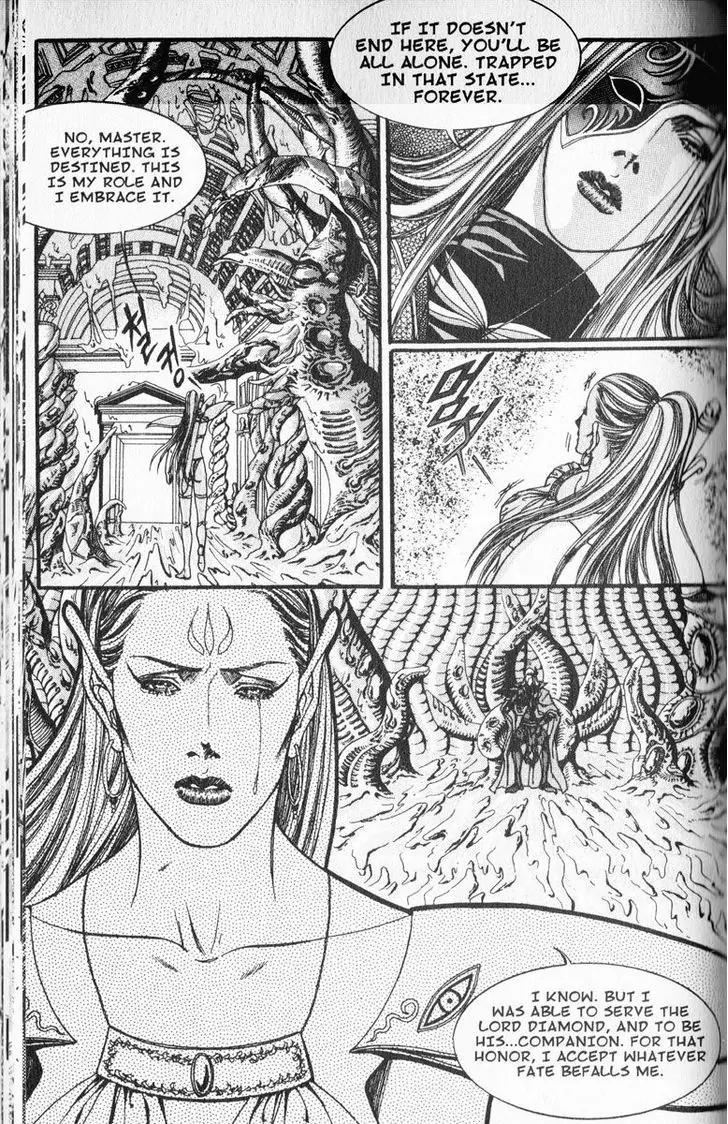 NO, MASTER.
EVERYTHING IS
DESTINED. THIS
IS MY ROLE AND
I EMBRACE IT.
IF IT DOESN'T
END HERE, YOU'LL BE
ALL ALONE. TRAPPED
IN THAT STATE...
FOREVER.
멈칫
I KNOW. BUT I
WAS ABLE TO SERVE THE
LORD DIAMOND, AND TO BE
HIS...COMPANION. FOR THAT
HONOR, I ACCEPT WHATEVER
FATE BEFALLS ME.